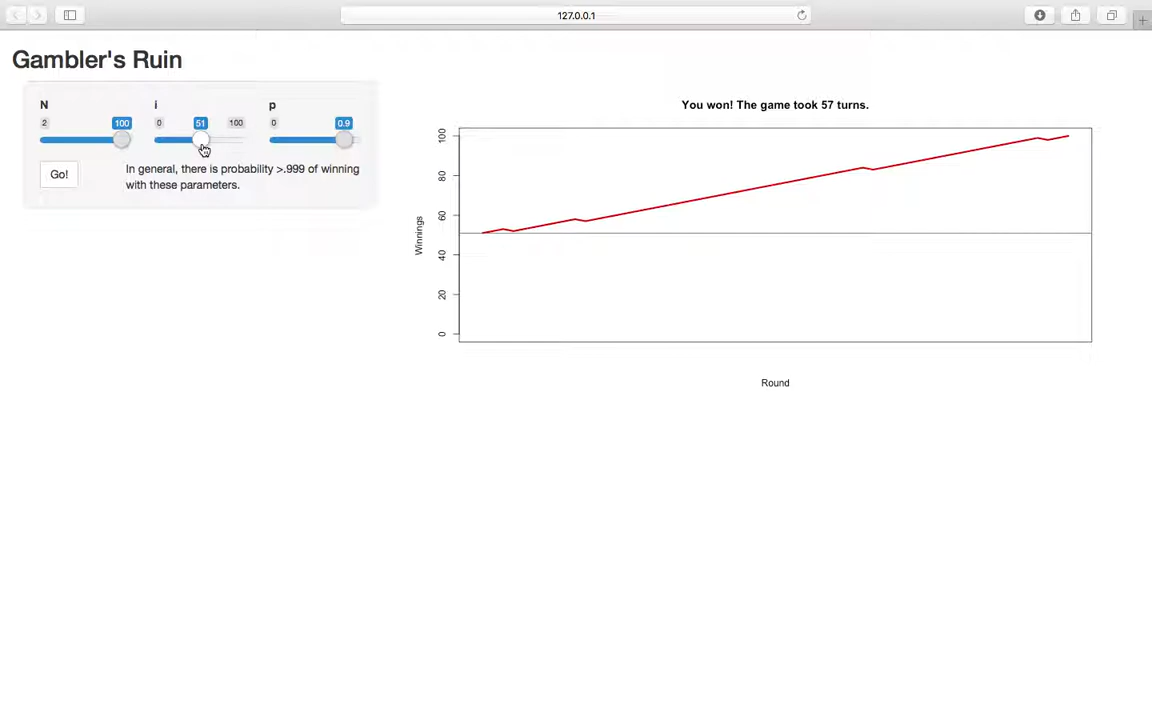 127.0.0.1
Gambler's Ruin
N i p
2 100 0 51 100 0 0.9
Go!
In general, there is probability >.999 of winning
with these parameters.
You won! The game took 57 turns.
Winnings
100
80
60
40
20
0
Round